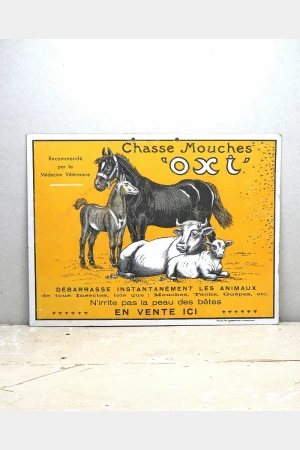 Chasse Mouches
"OXI"
Recommandé
par la
Médecine Vétérinaire
DÉBARRASSE INSTANTANÉMENT LES ANIMAUX
de tous Insectes, tels que : Mouches, Taons, Guêpes, etc.
N'irrite pas la peau des bêtes
EN VENTE ICI